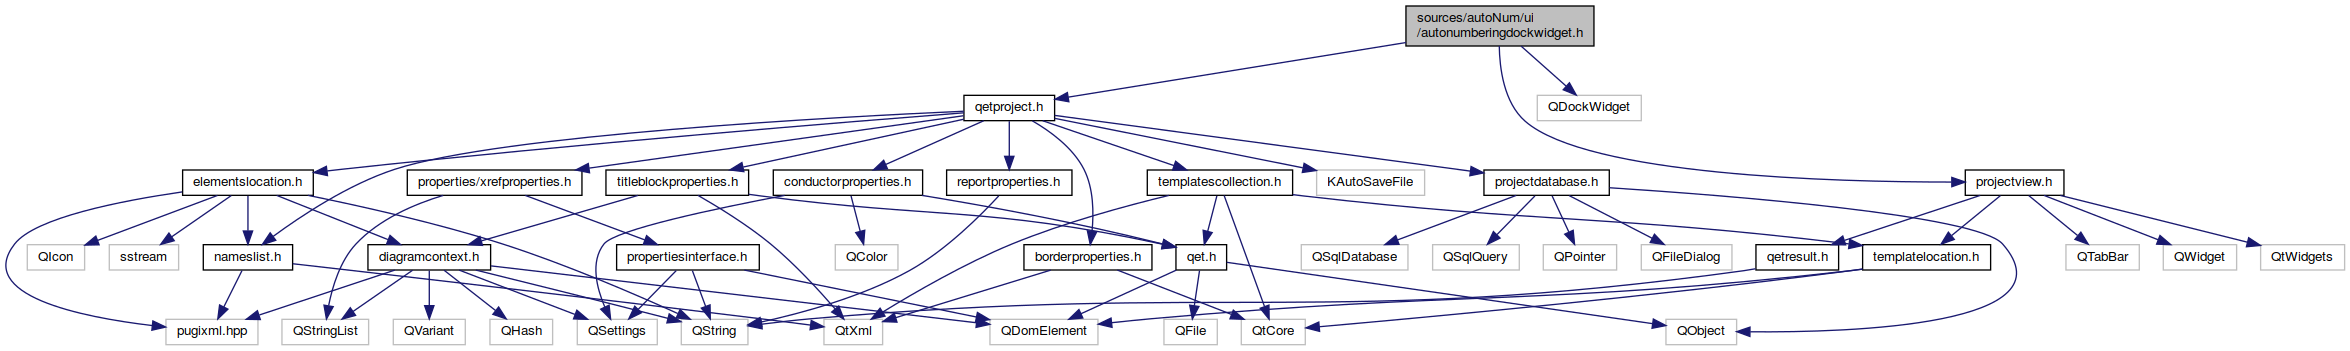 sources/autoNum/ui
/autonumberingdockwidget.h
qetproject.h
QDockWidget
elementslocation.h
properties/xrefproperties.h
titleblockproperties.h
conductorproperties.h
reportproperties.h
templatescollection.h
KAutoSaveFile
projectdatabase.h
projectview.h
QIcon
sstream
nameslist.h
diagramcontext.h
propertiesinterface.h
QColor
borderproperties.h
qet.h
QSqlDatabase
QSqlQuery
QPointer
QFileDialog
qetresult.h
templatelocation.h
QTabBar
QWidget
QtWidgets
pugixml.hpp
QStringList
QVariant
QHash
QSettings
QString
QtXml
QDomElement
QFile
QtCore
QObject